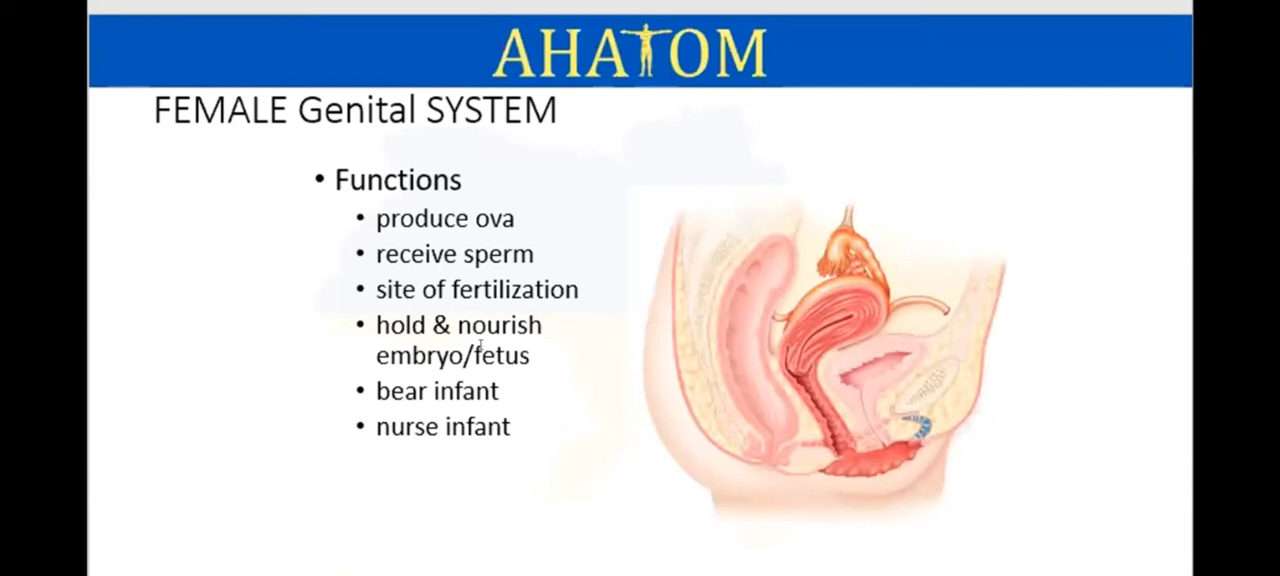 AHATOM
FEMALE Genital SYSTEM
• Functions
• produce ova
• receive sperm
• site of fertilization
• hold & nourish
embryo/fetus
• bear infant
• nurse infant